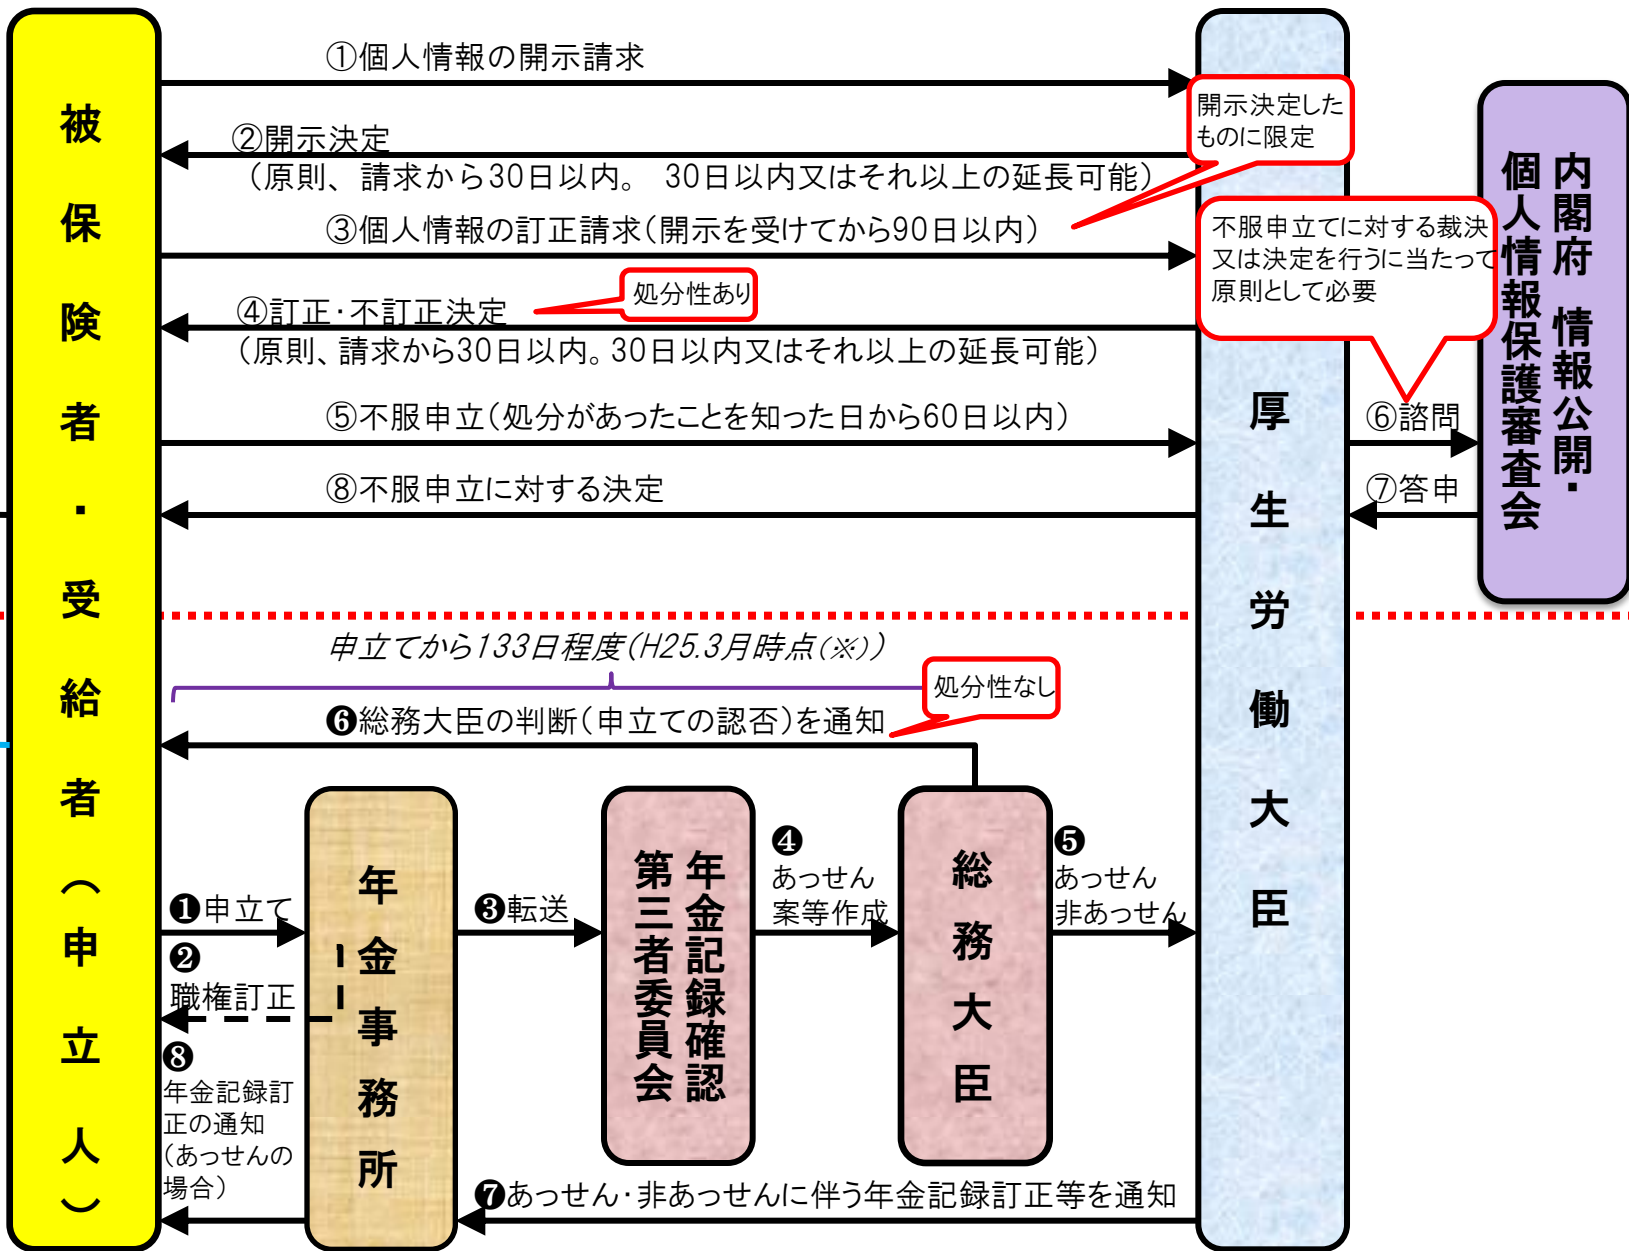 被保険者・受給者（申立人）
①個人情報の開示請求
開示決定した
ものに限定
②開示決定
（原則、請求から30日以内。　30日以内又はそれ以上の延長可能）
③個人情報の訂正請求（開示を受けてから90日以内）
不服申立てに対する裁決
又は決定を行うに当たって
原則として必要
処分性あり
④訂正・不訂正決定
（原則、請求から30日以内。30日以内又はそれ以上の延長可能）
⑤不服申立（処分があったことを知った日から60日以内）
⑥諮問
⑧不服申立に対する決定
⑦答申
厚生労働大臣
内閣府　情報公開・
個人情報保護審査会
申立てから133日程度（H25.3月時点（※））
処分性なし
❻総務大臣の判断（申立ての認否）を通知
❶申立て
❷
職権訂正
❽
年金記録訂
正の通知
（あっせんの
場合）
年金事務所
❸転送
年金記録確認
第三者委員会
❹
あっせん
案等作成
総務大臣
❺
あっせん
非あっせん
❼あっせん・非あっせんに伴う年金記録訂正等を通知